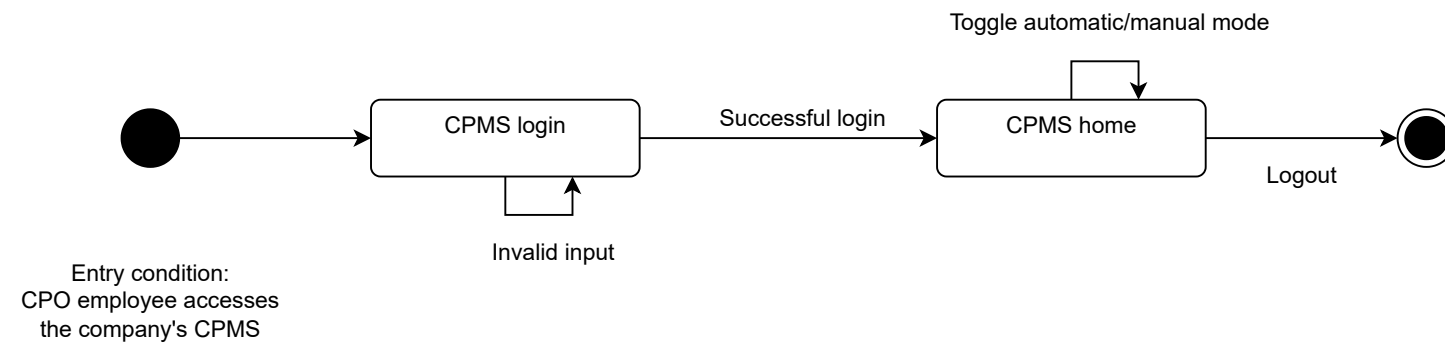 Toggle automatic/manual mode
CPMS login
Successful login
CPMS home
Logout
Invalid input
Entry condition:
CPO employee accesses
the company's CPMS